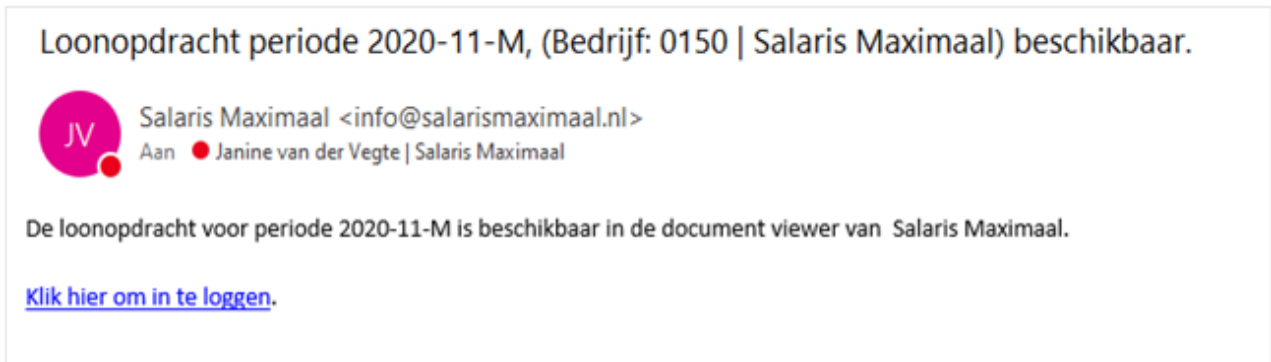 Loonopdracht periode 2020-11-M, (Bedrijf: 0150 | Salaris Maximaal) beschikbaar.
JV
Salaris Maximaal <info@salarismaximaal.nl>
Aan Janine van der Vegte | Salaris Maximaal
De loonopdracht voor periode 2020-11-M is beschikbaar in de document viewer van Salaris Maximaal.
Klik hier om in te loggen.